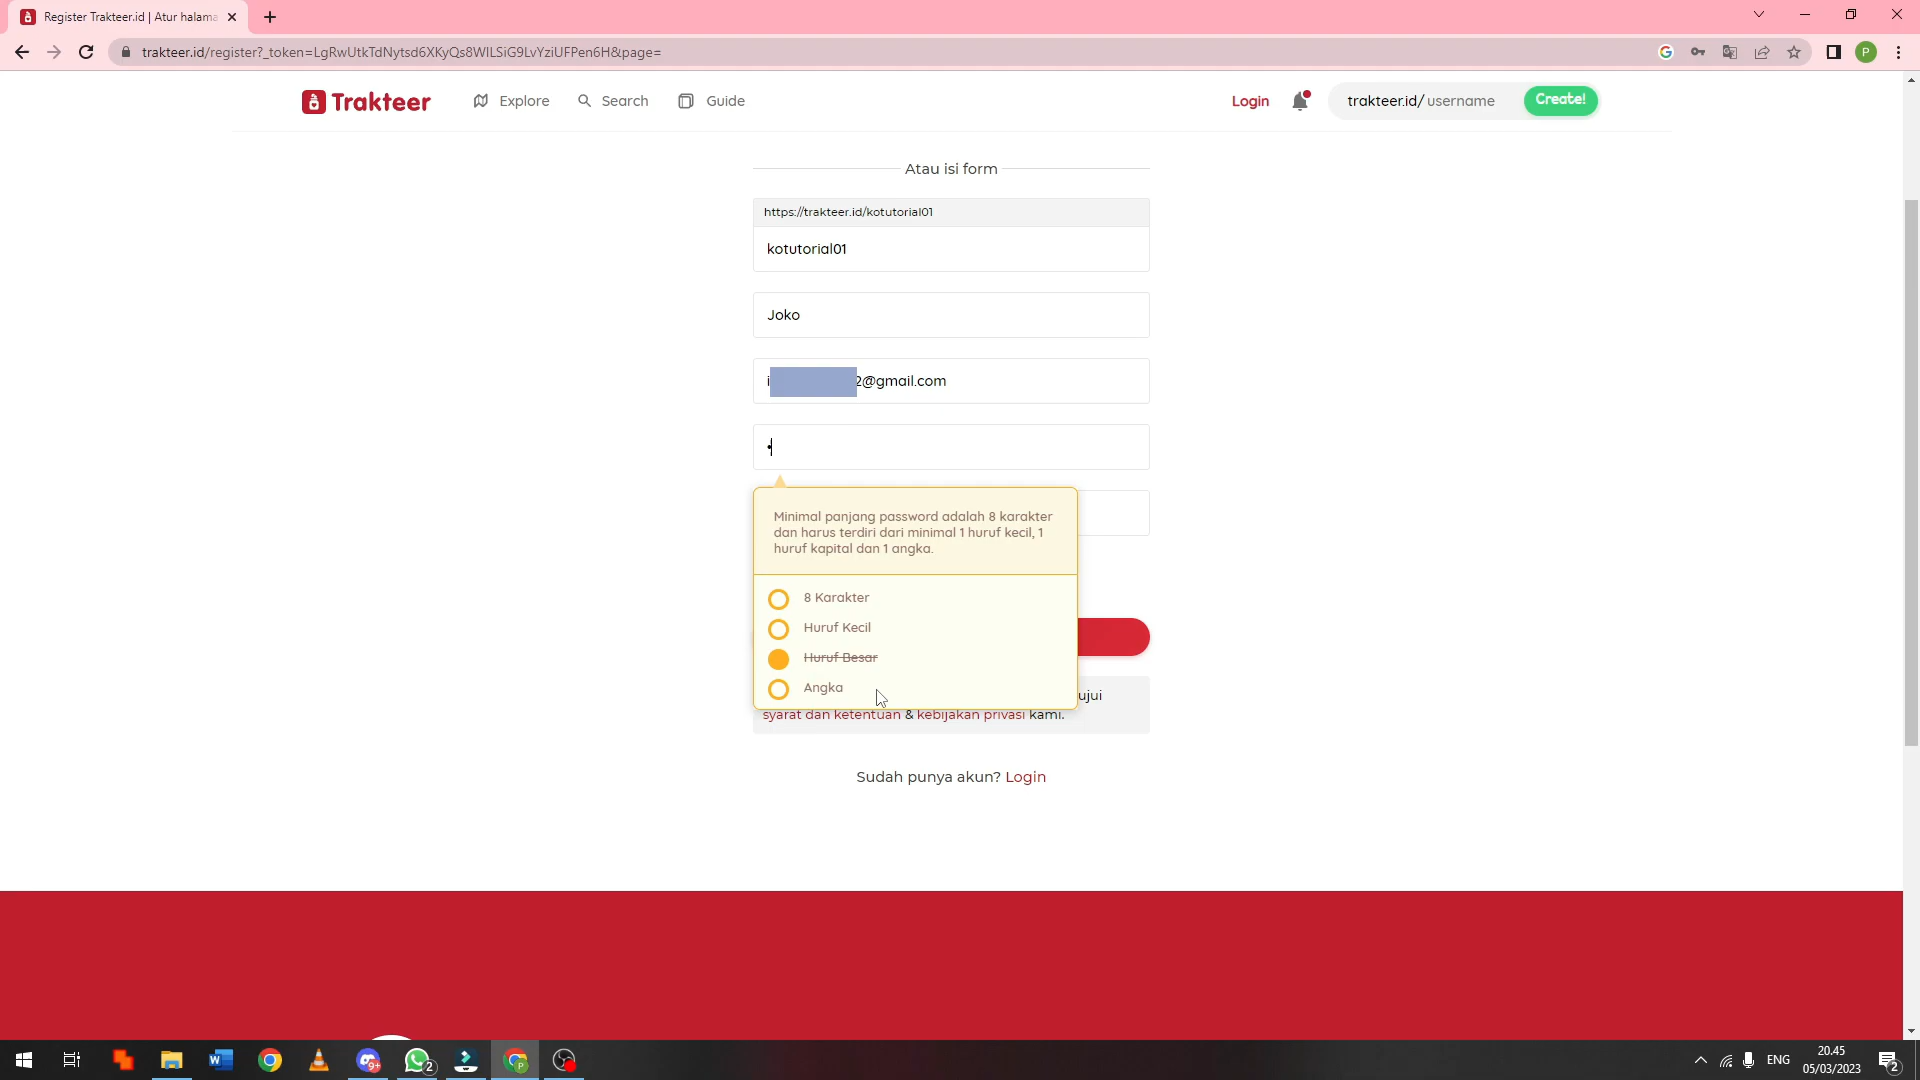 Register Trakteer.id | Atur halama
trakteer.id/register?_token=LgRwUtkTdNytsd6XKyQs8WILSiG9LvYziUFPen6H&page=
P
Trakteer
Explore
Search
Guide
Login
trakteer.id/ username
Create!
Atau isi form
https://trakteer.id/kotutorial01
kotutorial01
Joko
i
2@gmail.com
Minimal panjang password adalah 8 karakter
dan harus terdiri dari minimal 1 huruf kecil, 1
huruf kapital dan 1 angka.
8 Karakter
Huruf Kecil
Huruf Besar
Angka
ujui
syarat dan ketentuan & kebijakan privasi kami.
Sudah punya akun? Login
9+
2
P
ENG
20.45
05/03/2023
2